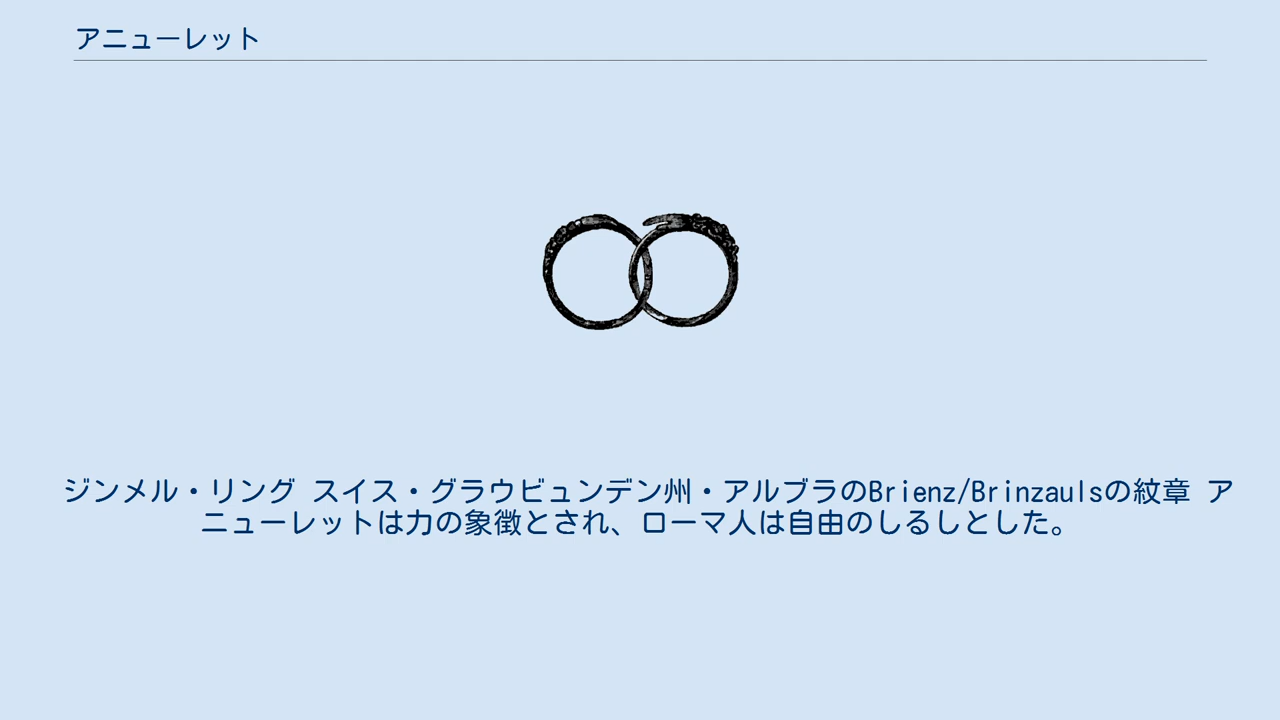 アニューレット
ジンメル・リング スイス・グラウビュンデン州・アルブラのBrienz/Brinzaulsの紋章 ア
ニューレットは力の象徴とされ、ローマ人は自由のしるしとした。